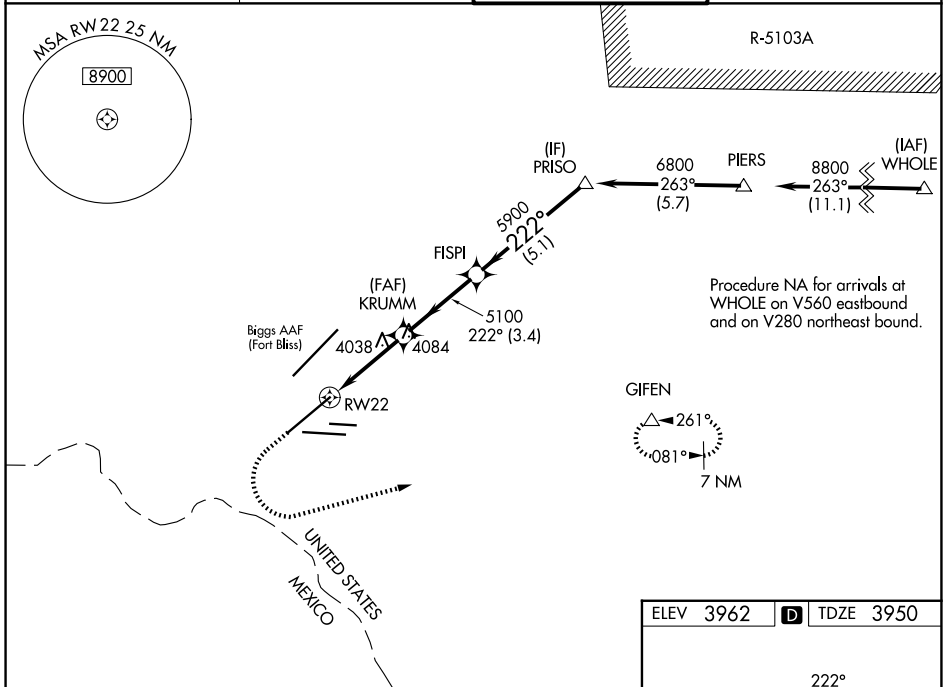 MSA RW22 25 NM
8900
R-5103A
(IF)
PRISO
6800
263°
(5.7)
PIERS
8800
263°
(11.1)
(IAF)
WHOLE
5900
222°
(5.1)
FISPI
(FAF)
KRUMM
5100
222° (3.4)
Procedure NA for arrivals at
WHOLE on V560 eastbound
and on V280 northeast bound.
Biggs AAF
(Fort Bliss)
4038
4084
RW22
GIFEN
261°
081°
7 NM
UNITED STATES
MEXICO
ELEV 3962 D TDZE 3950
222°